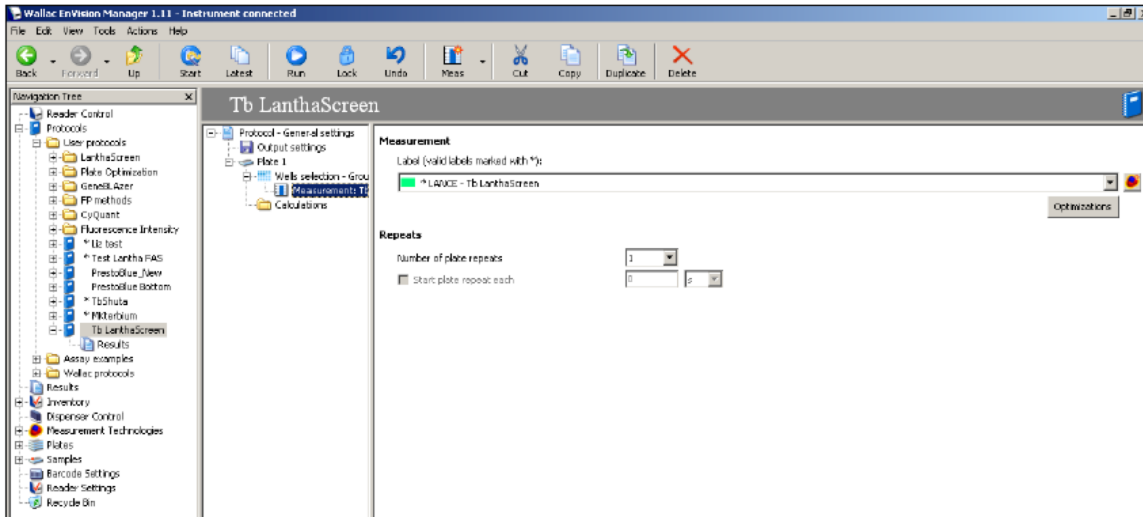 Wallac EnVision Manager 1.11 - Instrument connected
File Edit View Tools Actions Help
Back Forward Up Start Latest Run Lock Undo Meas Cut Copy Duplicate Delete
Navigation Tree
Reader Control
Protocols
User protocols
LanthaScreen
Plate Optimization
GeneBLAzer
FP methods
CyQuant
Fluorescence Intensity
* Liz test
* Test Lantha FAS
PrestoBlue_New
PrestoBlue Bottom
* TbShuta
* Mkterbium
Tb LanthaScreen
Results
Assay examples
Wallac protocols
Results
Inventory
Dispenser Control
Measurement Technologies
Plates
Samples
Barcode Settings
Reader Settings
Recycle Bin
Tb LanthaScreen
Protocol - General settings
Output settings
Plate 1
Wells selection - Grou
Measurement: Tb
Calculations
Measurement
Label (valid labels marked with *):
* LANCE - Tb LanthaScreen
Optimizations
Repeats
Number of plate repeats 1
Start plate repeat each 0 s